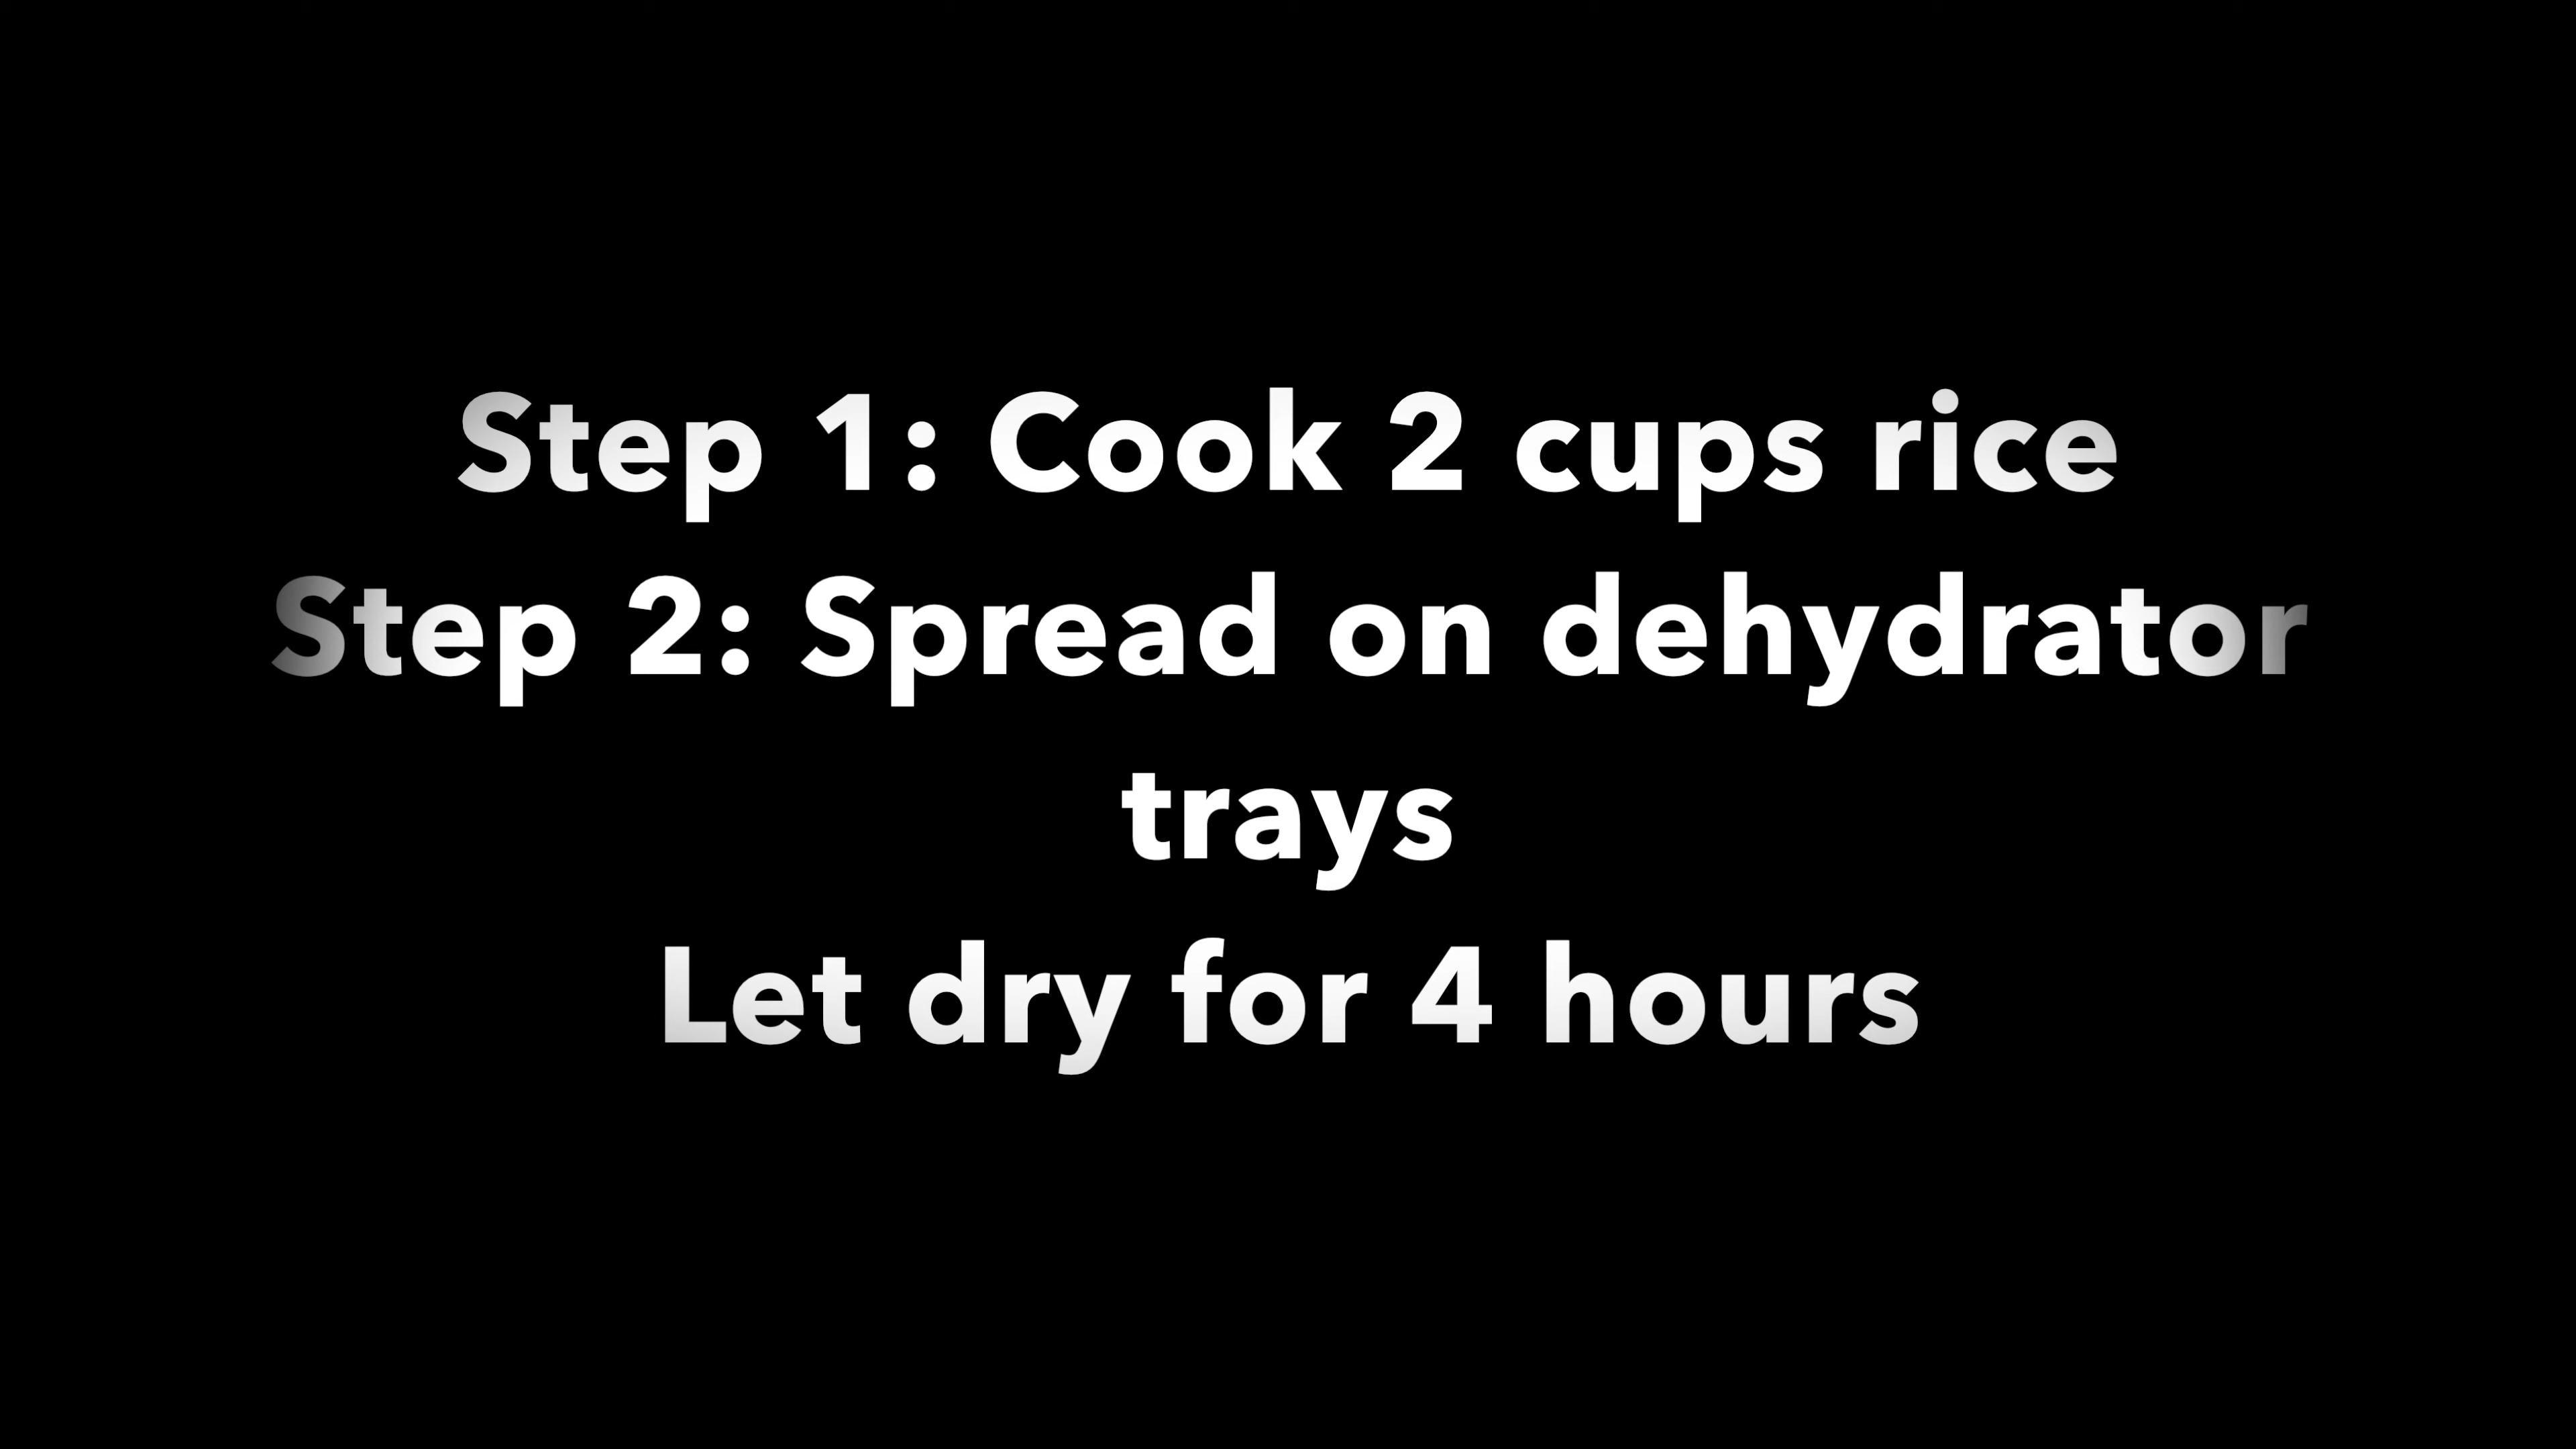 Step 1: Cook 2 cups rice
Step 2: Spread on dehydrator
trays
Let dry for 4 hours